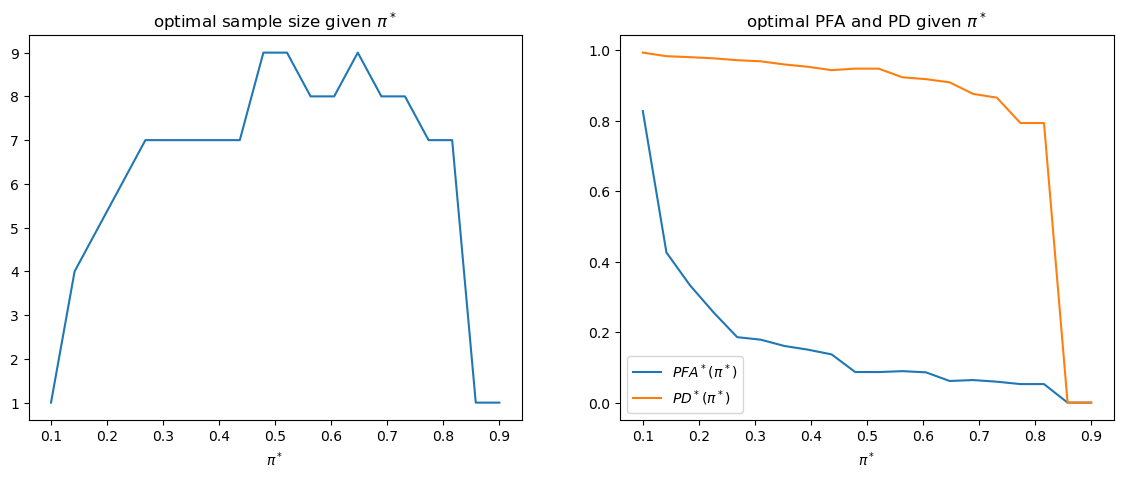 optimal sample size given π*
9
8
7
6
5
4
3
2
1
0.1 0.2 0.3 0.4 0.5 0.6 0.7 0.8 0.9
π*
optimal PFA and PD given π*
1.0
0.8
0.6
0.4
0.2
0.0
PFA*(π*)
PD*(π*)
0.1 0.2 0.3 0.4 0.5 0.6 0.7 0.8 0.9
π*